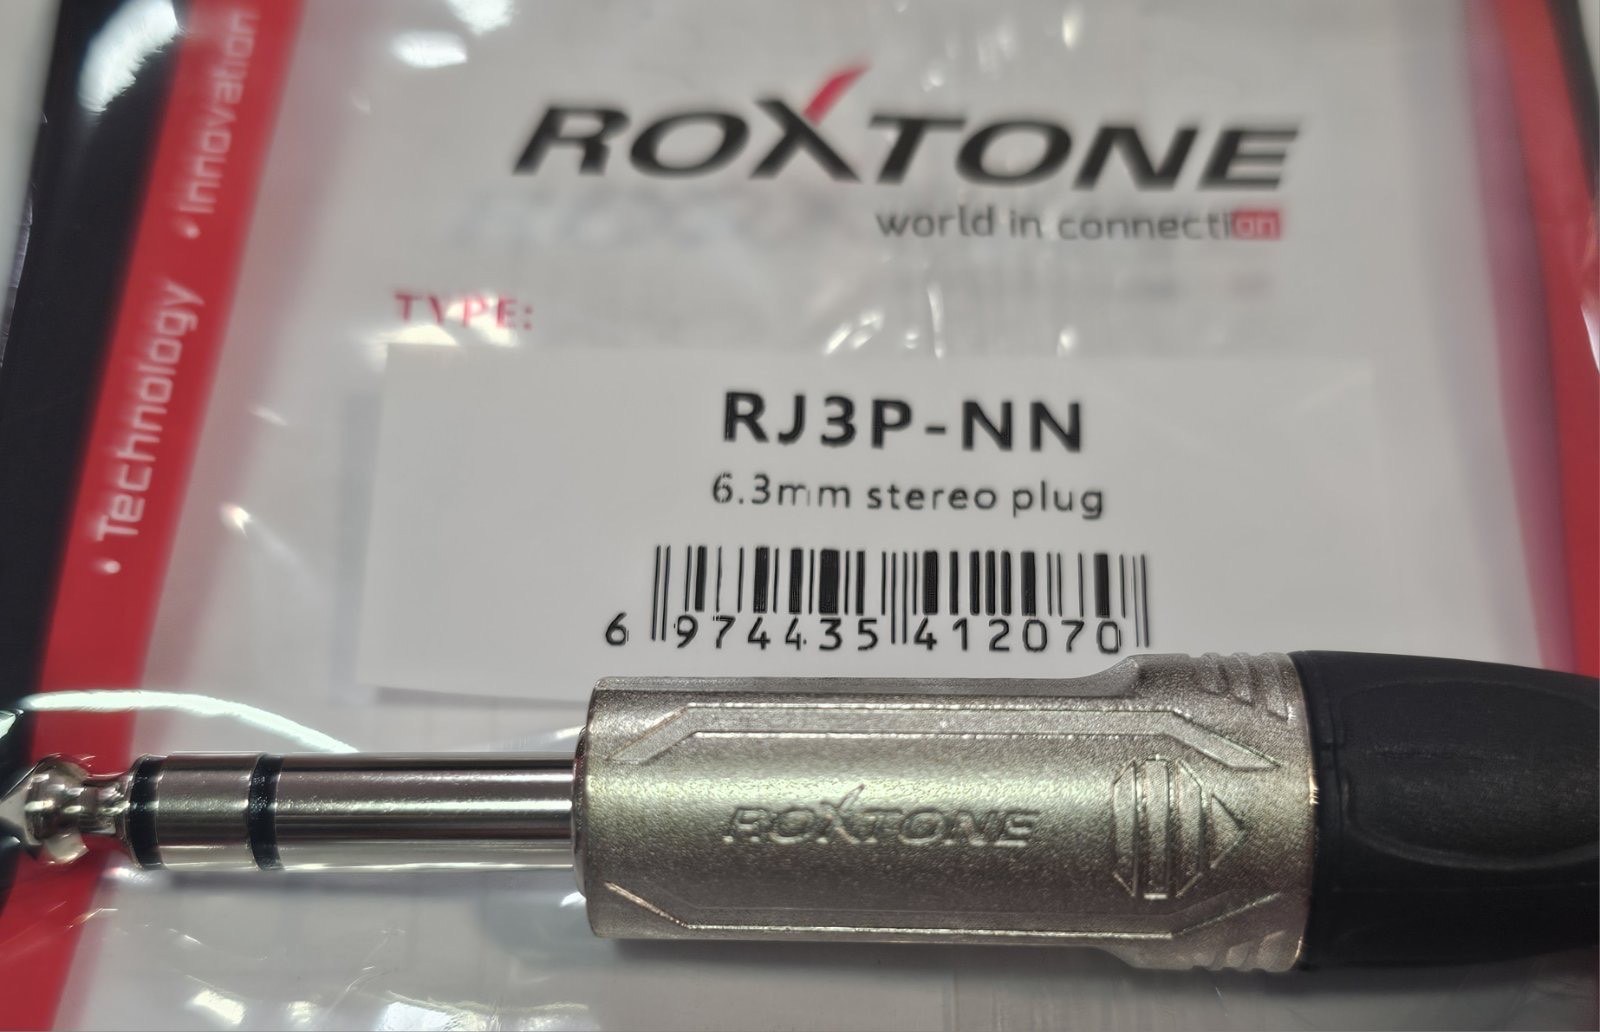 ROXTONE
world in connection
TYPE:
RJ3P-NN
6.3mm stereo plug
6 974435 412070
ROXTONE
• Technology • Innovation